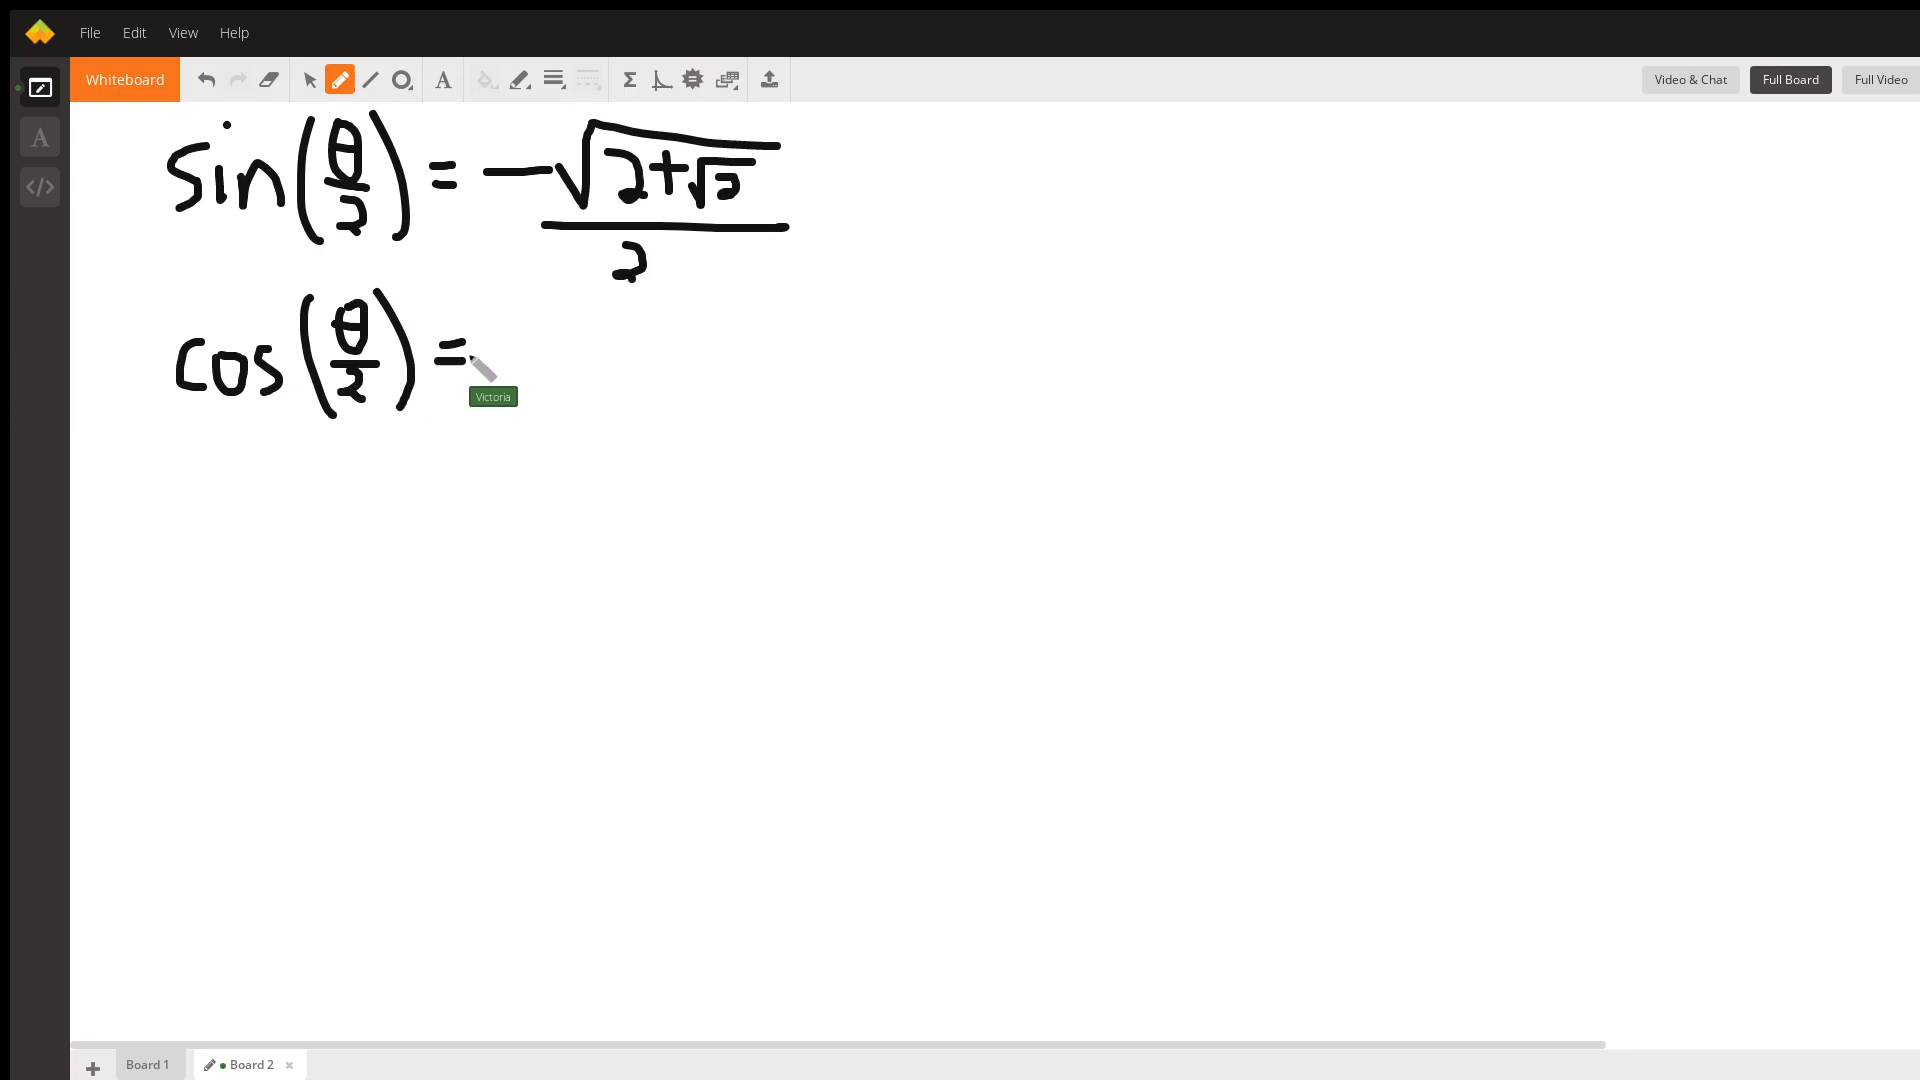 File Edit View Help
Whiteboard A Σ Video & Chat Full Board Full Video
A
</>
sin(θ/2) = -√(2+√2)/2
cos(θ/2) =
Victoria
+ Board 1 Board 2 ×